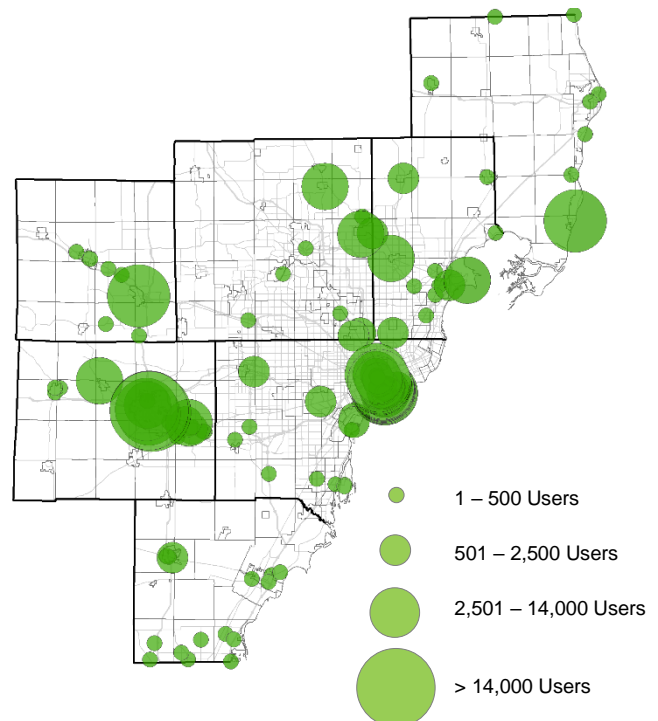 1 – 500 Users
501 – 2,500 Users
2,501 – 14,000 Users
> 14,000 Users